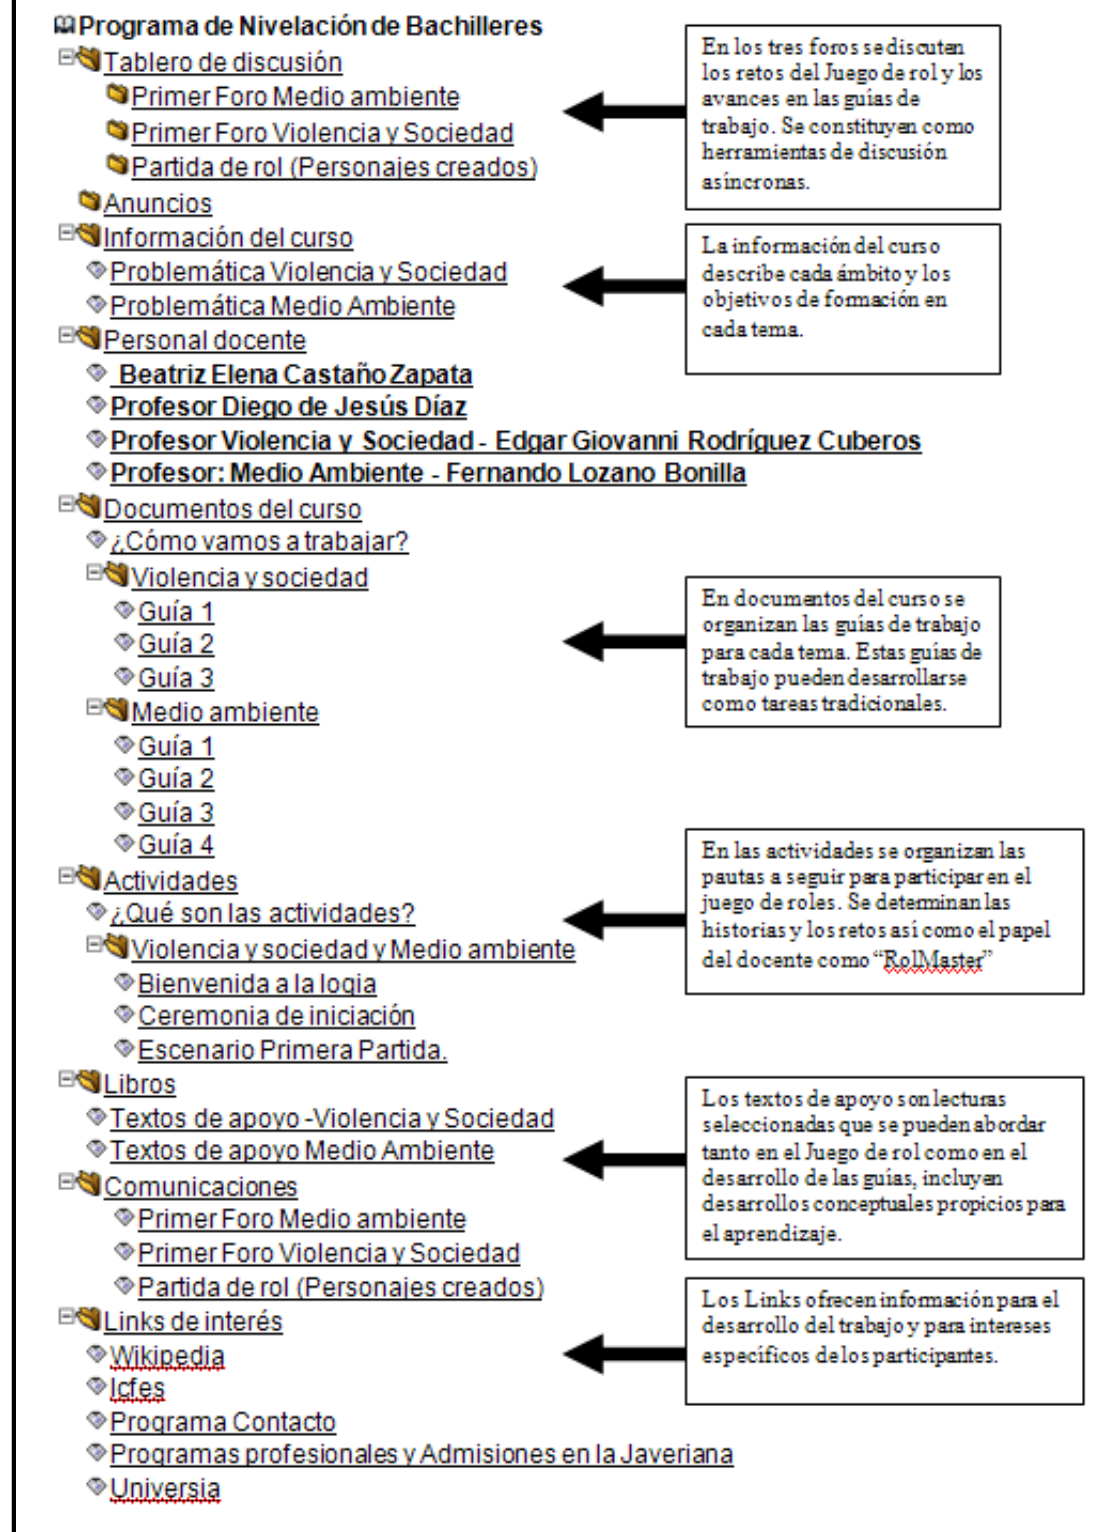 Programa de Nivelación de Bachilleres
Tablero de discusión
Primer Foro Medio ambiente
Primer Foro Violencia y Sociedad
Partida de rol (Personajes creados)
En los tres foros se discuten
los retos del Juego de rol y los
avances en las guías de
trabajo. Se constituyen como
herramientas de discusión
asíncronas.
Anuncios
Información del curso
Problemática Violencia y Sociedad
Problemática Medio Ambiente
La información del curso
describe cada ámbito y los
objetivos de formación en
cada tema.
Personal docente
Beatriz Elena Castaño Zapata
Profesor Diego de Jesús Díaz
Profesor Violencia y Sociedad - Edgar Giovanni Rodríguez Cuberos
Profesor: Medio Ambiente - Fernando Lozano Bonilla
Documentos del curso
¿Cómo vamos a trabajar?
Violencia y sociedad
Guía 1
Guía 2
Guía 3
En documentos del curso se
organizan las guías de trabajo
para cada tema. Estas guías de
trabajo pueden desarrollarse
como tareas tradicionales.
Medio ambiente
Guía 1
Guía 2
Guía 3
Guía 4
Actividades
¿Qué son las actividades?
Violencia y sociedad y Medio ambiente
Bienvenida a la logia
Ceremonia de iniciación
Escenario Primera Partida.
En las actividades se organizan las
pautas a seguir para participar en el
juego de roles. Se determinan las
historias y los retos así como el papel
del docente como “RolMaster”
Libros
Textos de apoyo -Violencia y Sociedad
Textos de apoyo Medio Ambiente
Los textos de apoyo son lecturas
seleccionadas que se pueden abordar
tanto en el Juego de rol como en el
desarrollo de las guías, incluyen
desarrollos conceptuales propicios para
el aprendizaje.
Comunicaciones
Primer Foro Medio ambiente
Primer Foro Violencia y Sociedad
Partida de rol (Personajes creados)
Links de interés
Wikipedia
Icfes
Programa Contacto
Programas profesionales y Admisiones en la Javeriana
Universia
Los Links ofrecen información para el
desarrollo del trabajo y para intereses
específicos de los participantes.